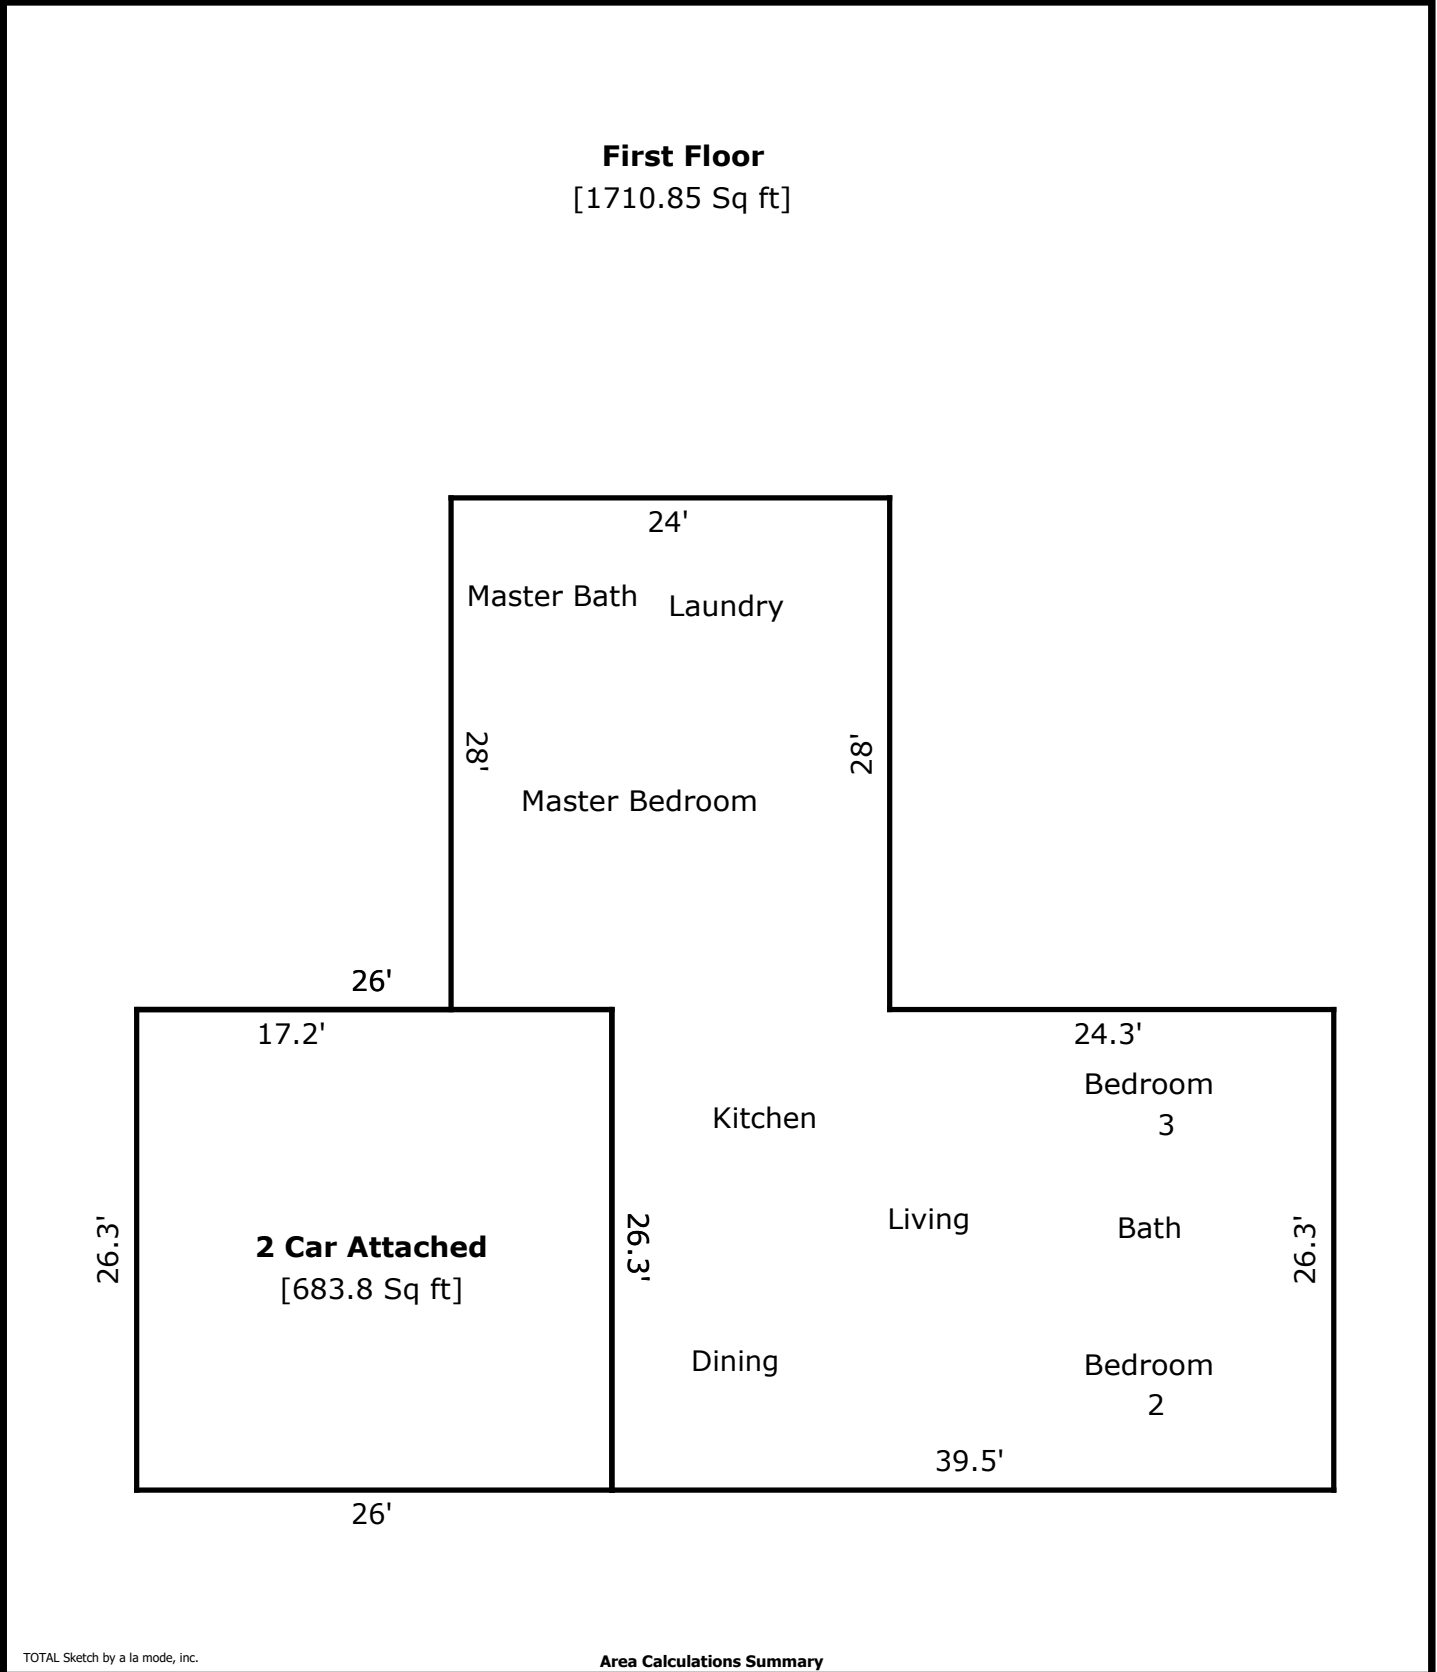 First Floor
[1710.85 Sq ft]
24'
Master Bath
Laundry
28'
28'
Master Bedroom
26'
17.2'
24.3'
Bedroom
3
Kitchen
26.3'
2 Car Attached
[683.8 Sq ft]
26.3'
Living
Bath
26.3'
Dining
Bedroom
2
39.5'
26'
TOTAL Sketch by a la mode, inc.
Area Calculations Summary